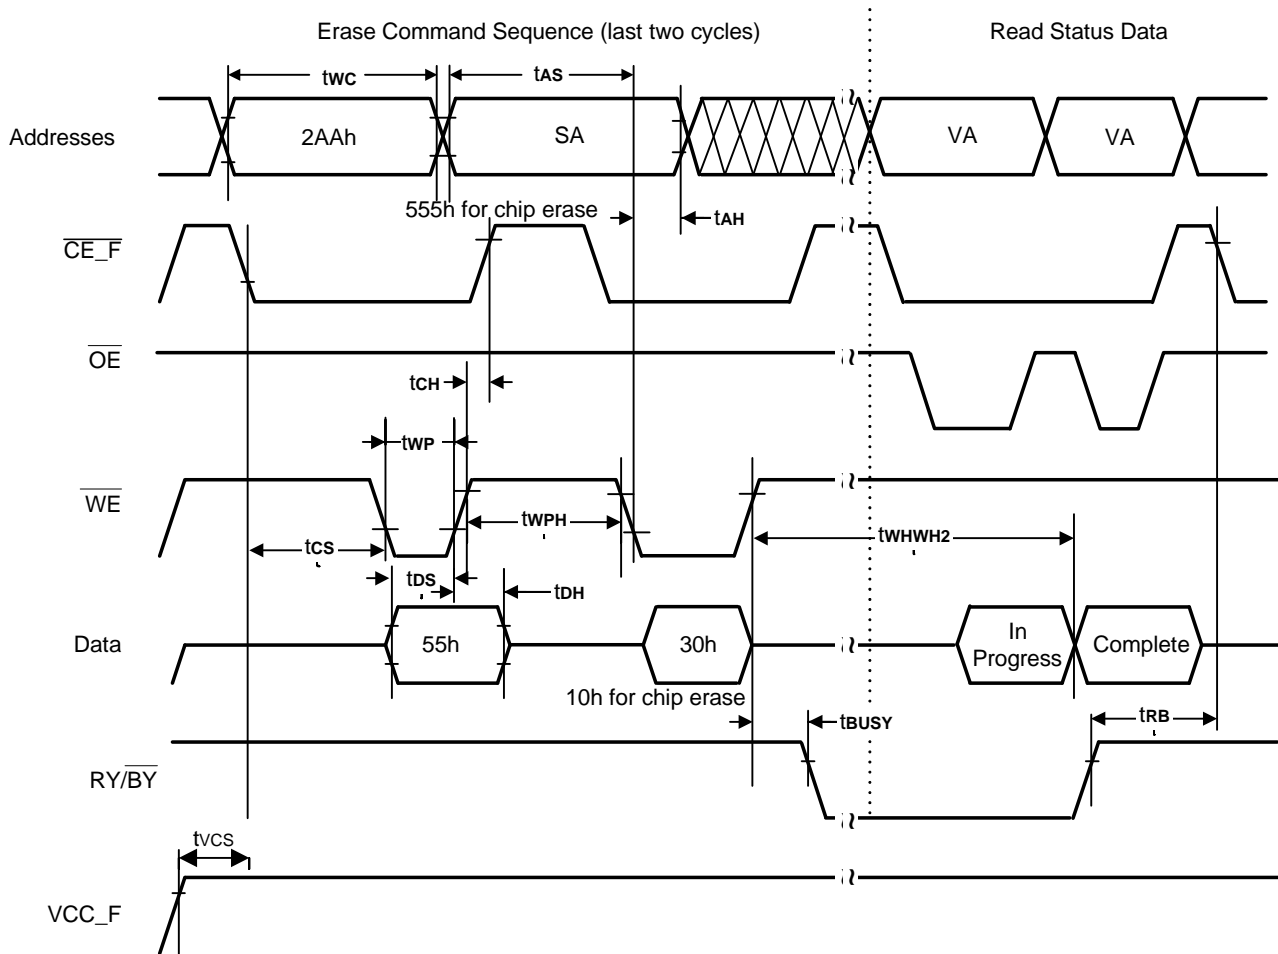 Erase Command Sequence (last two cycles) Read Status Data
tWC tAS
Addresses 2AAh SA VA VA
555h for chip erase tAH
CE_F
OE
tCH
tWP
WE
tWPH
tCS tWHWH2
tDS tDH
Data 55h 30h In Progress Complete
10h for chip erase
tBUSY tRB
RY/BY
tVCS
VCC_F